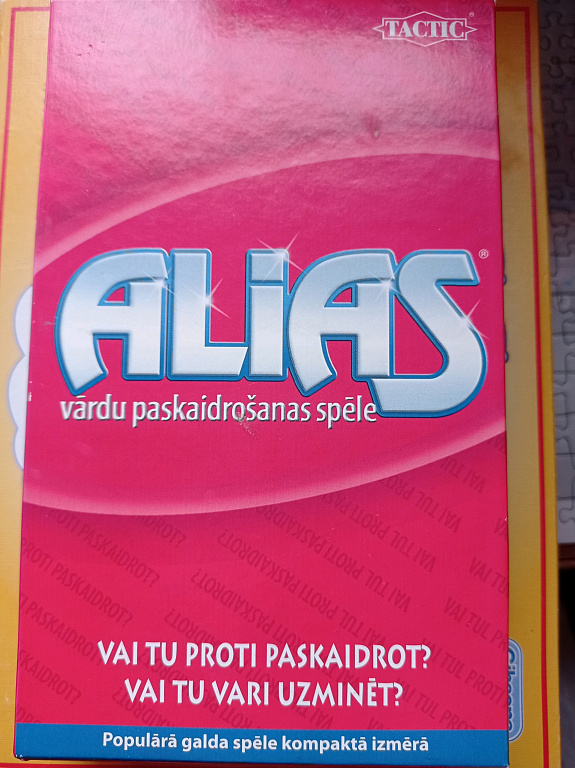 TACTIC®
ALIAS®
vārdu paskaidrošanas spēle
VAI TU PROTI PASKAIDROT?
VAI TU VARI UZMINĒT?
Populārā galda spēle kompaktā izmērā